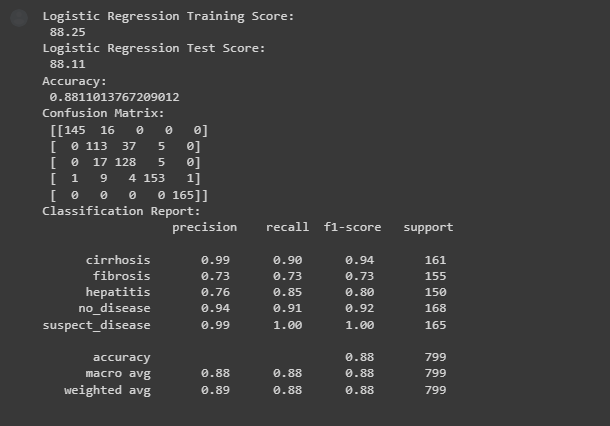 Logistic Regression Training Score:
88.25
Logistic Regression Test Score:
88.11
Accuracy:
0.8811013767209012
Confusion Matrix:
[[145 16 0 0 0]
[ 0 113 37 5 0]
[ 0 17 128 5 0]
[ 1 9 4 153 1]
[ 0 0 0 0 165]]
Classification Report:
precision recall f1-score support
cirrhosis 0.99 0.90 0.94 161
fibrosis 0.73 0.73 0.73 155
hepatitis 0.76 0.85 0.80 150
no_disease 0.94 0.91 0.92 168
suspect_disease 0.99 1.00 1.00 165
accuracy 0.88 799
macro avg 0.88 0.88 0.88 799
weighted avg 0.89 0.88 0.88 799